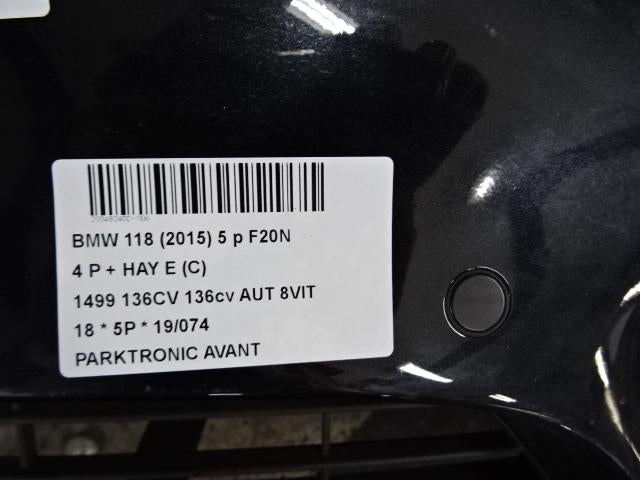 BMW 118 (2015) 5 p F20N
4 P + HAY E (C)
1499 136CV 136cv AUT 8VIT
18 * 5P * 19/074
PARKTRONIC AVANT